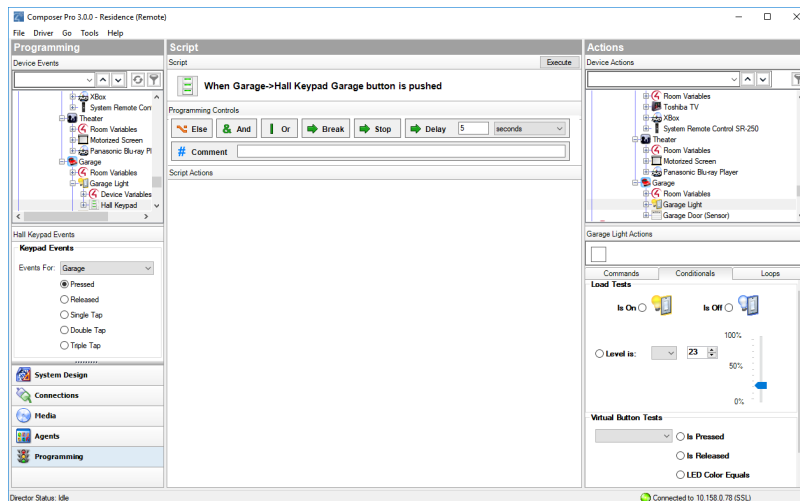 Composer Pro 3.0.0 - Residence (Remote)
File Driver Go Tools Help
Programming
Device Events
XBox
System Remote Con
Theater
Room Variables
Motorized Screen
Panasonic Blu-ray Pl
Garage
Room Variables
Garage Light
Device Variables
Hall Keypad
Hall Keypad Events
Keypad Events
Events For: Garage
Pressed
Released
Single Tap
Double Tap
Triple Tap
System Design
Connections
Media
Agents
Programming
Script
Script Execute
When Garage->Hall Keypad Garage button is pushed
Programming Controls
Else & And Or Break Stop Delay 5 seconds
# Comment
Script Actions
Actions
Device Actions
Room Variables
Toshiba TV
XBox
System Remote Control SR-250
Theater
Room Variables
Motorized Screen
Panasonic Blu-ray Player
Garage
Room Variables
Garage Light
Garage Door (Sensor)
Garage Light Actions
Commands Conditionals Loops
Load Tests
Is On Is Off
100%
Level is: 23
50%
0%
Virtual Button Tests
Is Pressed
Is Released
LED Color Equals
Director Status: Idle
Connected to 10.158.0.78 (SSL)